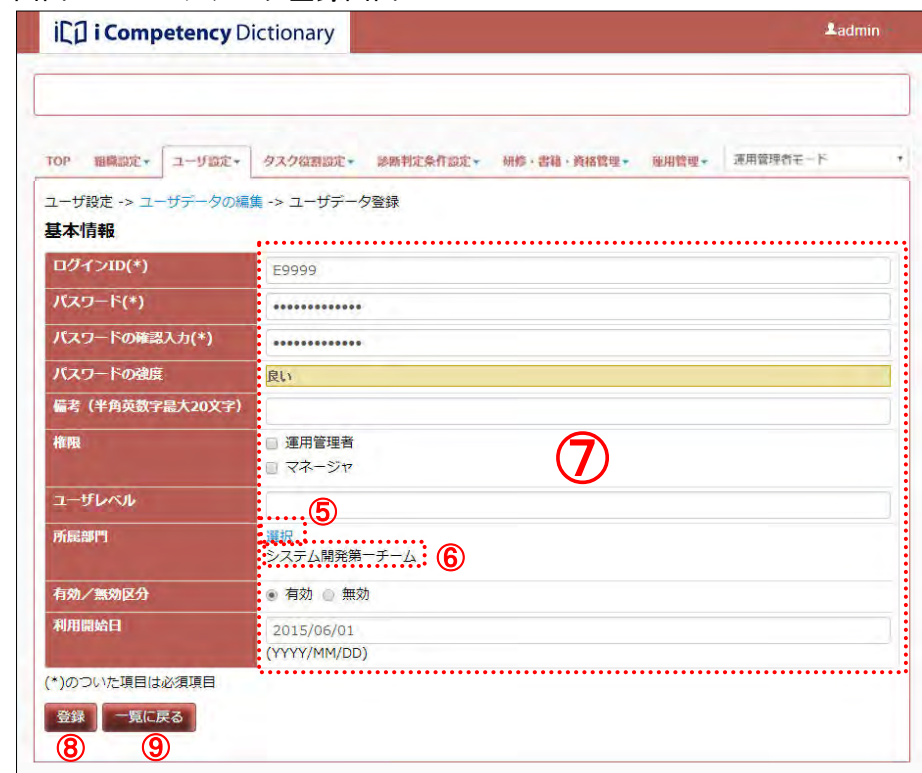 i Competency Dictionary
admin
TOP 組織設定 ユーザ設定 タスク役割設定 診断判定条件設定 研修・書籍・資格管理 運用管理 運用管理者モード
ユーザ設定 -> ユーザデータの編集 -> ユーザデータ登録
基本情報
ログインID(*) E9999
パスワード(*) •••••••••••••
パスワードの確認入力(*) •••••••••••••
パスワードの強度 良い
備考（半角英数字最大20文字）
権限 運用管理者
マネージャ
⑦
ユーザレベル
⑤
所属部門 選択
システム開発第一チーム ⑥
有効／無効区分 有効 無効
利用開始日 2015/06/01
(YYYY/MM/DD)
(*)のついた項目は必須項目
登録 一覧に戻る
⑧ ⑨